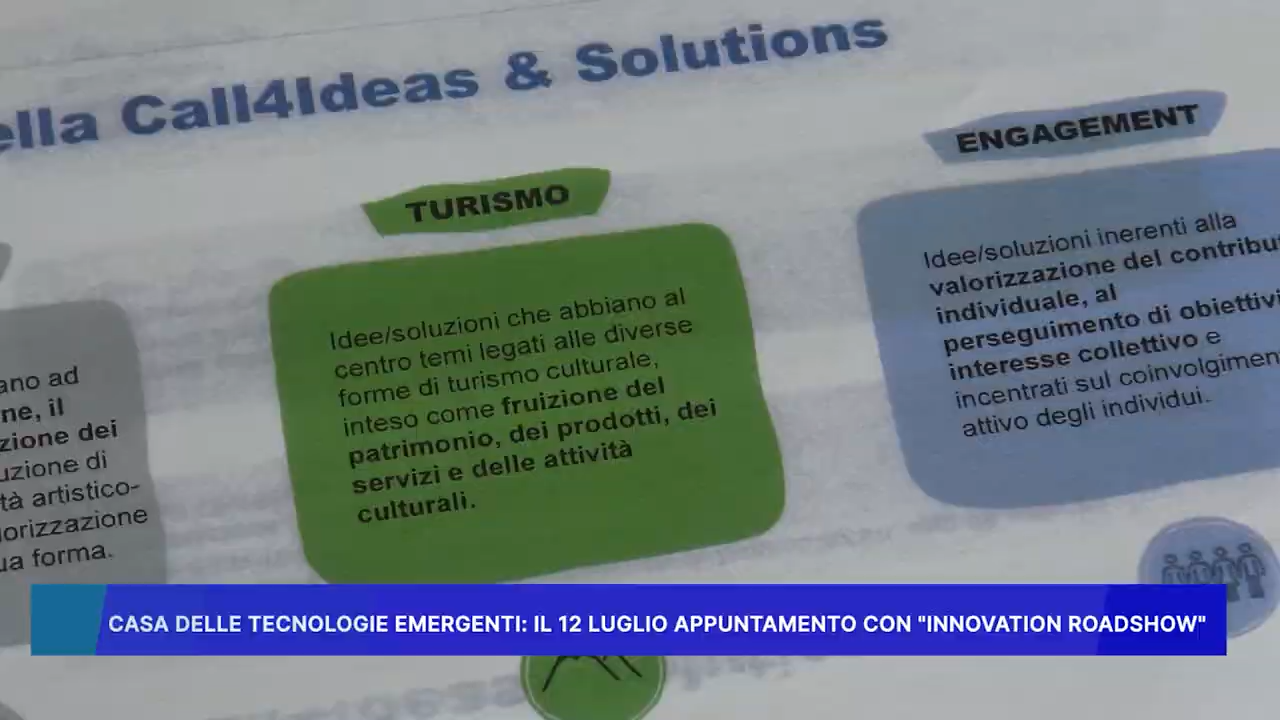 ella Call4Ideas & Solutions
TURISMO
Idee/soluzioni che abbiano al
centro temi legati alle diverse
forme di turismo culturale,
inteso come fruizione del
patrimonio, dei prodotti, dei
servizi e delle attività
culturali.
ENGAGEMENT
Idee/soluzioni inerenti alla
valorizzazione del contribu
individuale, al
perseguimento di obiettivi
interesse collettivo e
incentrati sul coinvolgimen
attivo degli individui.
ano ad
ne, il
zione dei
uzione di
tà artistico-
lorizzazione
ua forma.
CASA DELLE TECNOLOGIE EMERGENTI: IL 12 LUGLIO APPUNTAMENTO CON "INNOVATION ROADSHOW"